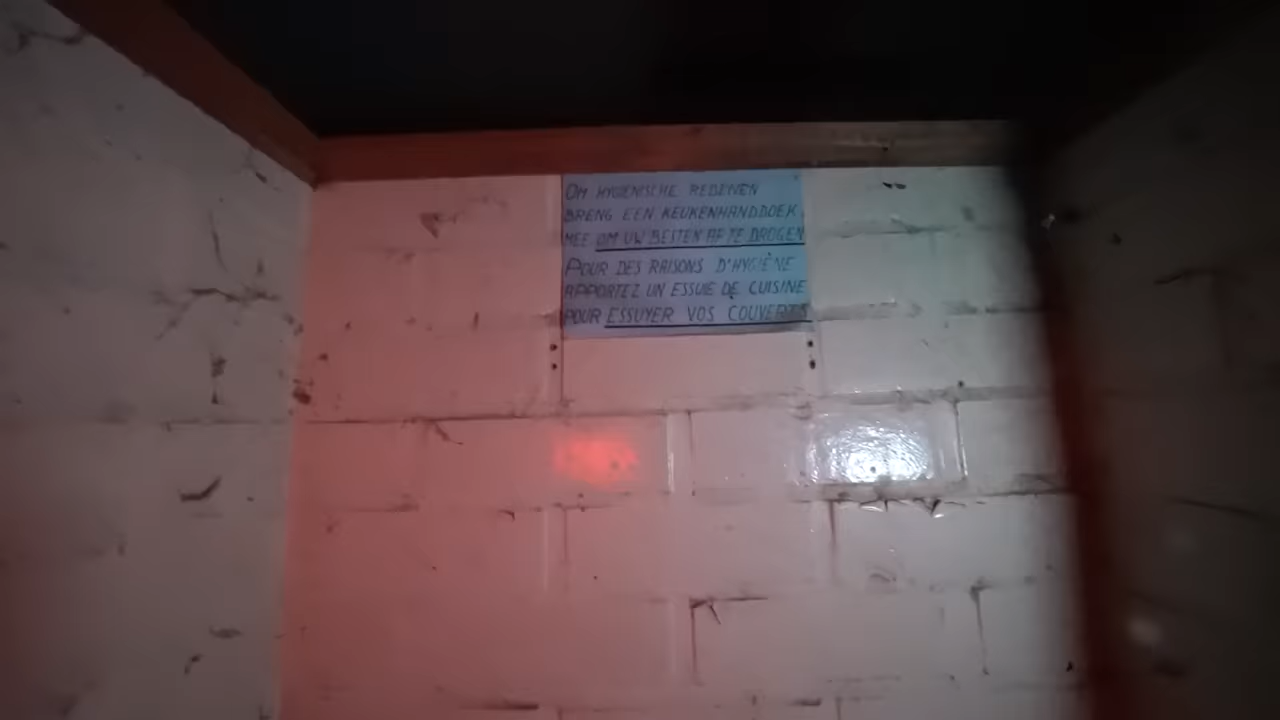 OM HYGIENISCHE REDENEN
BRENG EEN KEUKENHANDDOEK
MEE OM UW BESTEK AF TE DROGEN
POUR DES RAISONS D'HYGIÈNE
APPORTEZ UN ESSUIE DE CUISINE
POUR ESSUYER VOS COUVERTS